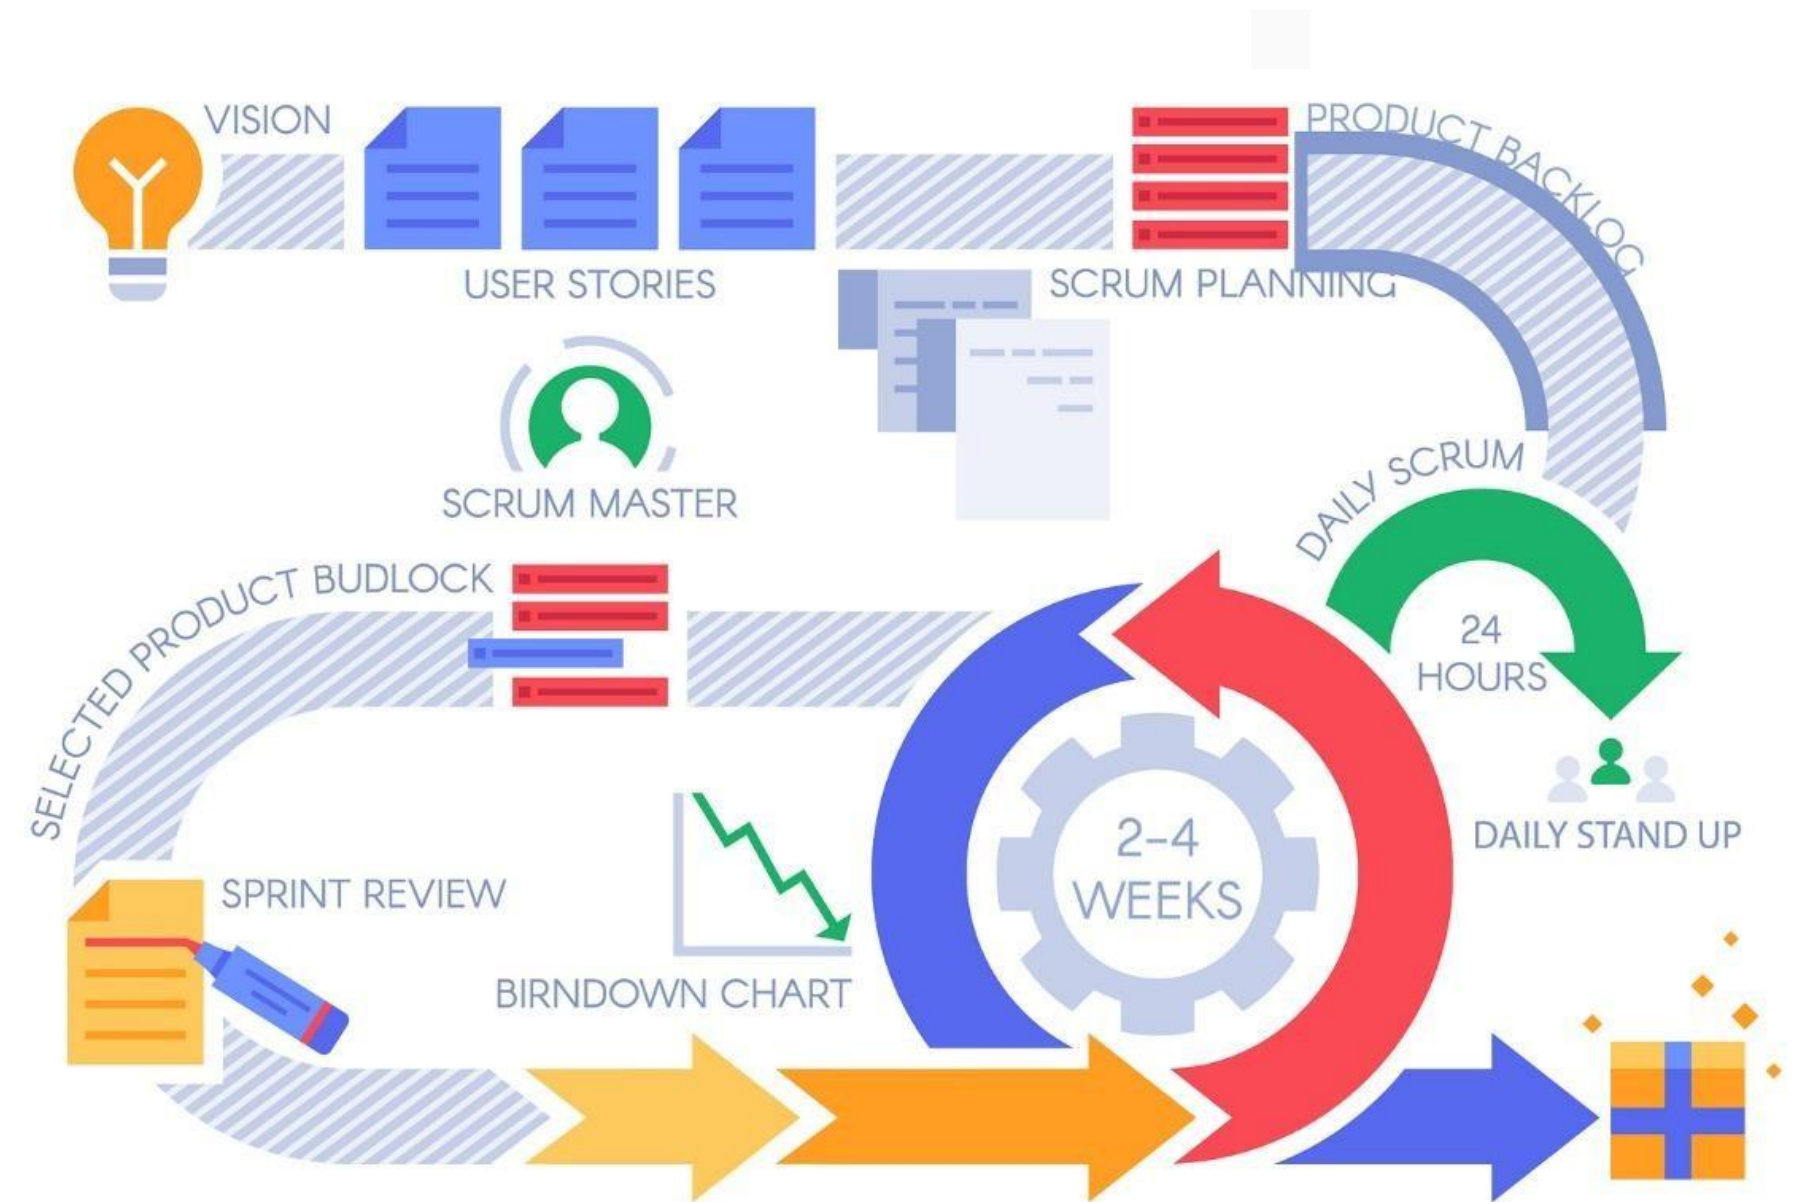 VISION
USER STORIES
PRODUCT BACKLOG
SCRUM PLANNING
SCRUM MASTER
DAILY SCRUM
24
HOURS
DAILY STAND UP
SELECTED PRODUCT BUDLOCK
2-4
WEEKS
SPRINT REVIEW
BIRNDOWN CHART